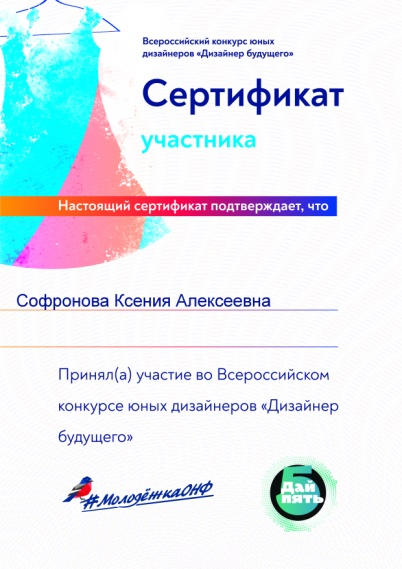 Всероссийский конкурс юных
дизайнеров «Дизайнер будущего»
Сертификат
участника
Настоящий сертификат подтверждает, что
Софронова Ксения Алексеевна
Принял(а) участие во Всероссийском
конкурсе юных дизайнеров «Дизайнер
будущего»
#МолодёжкаОНФ
5
Дай
пять